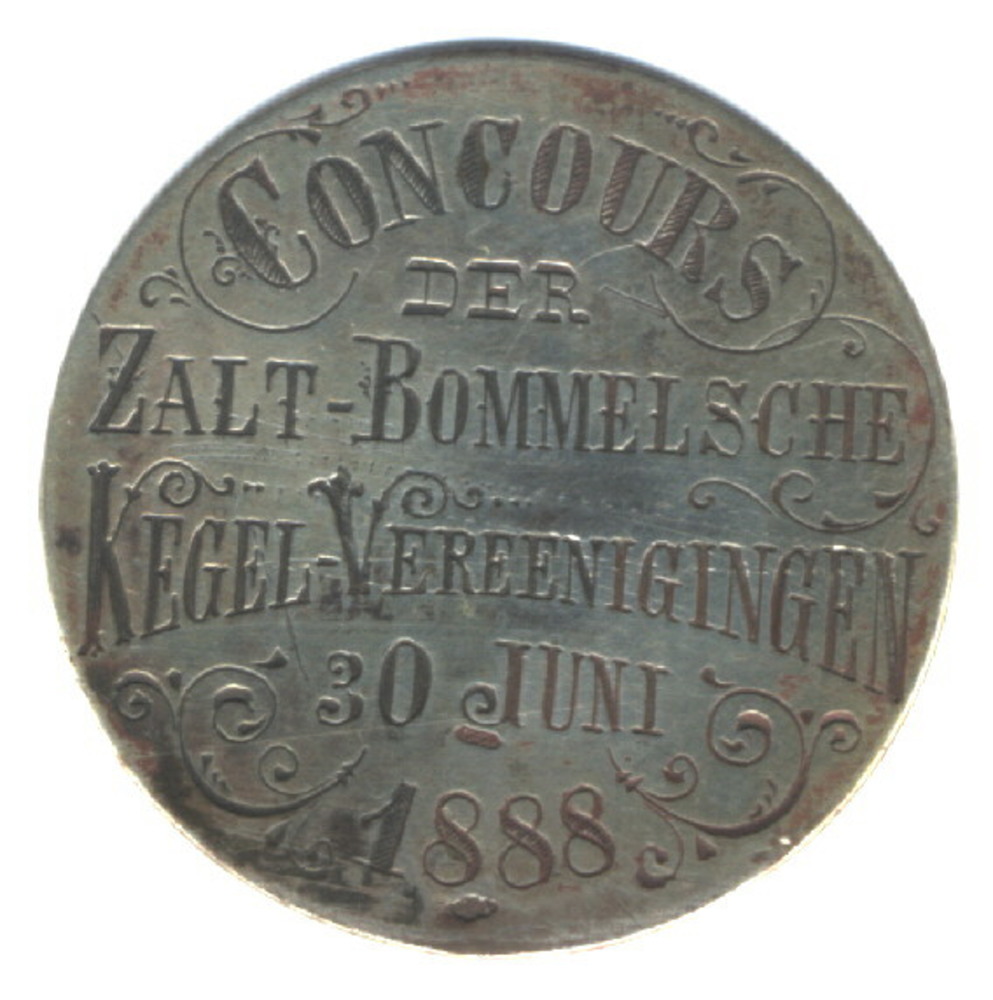 CONCOURS
DER
ZALT-BOMMELSCHE
KEGEL-VEREENIGINGEN
30 JUNI
1888